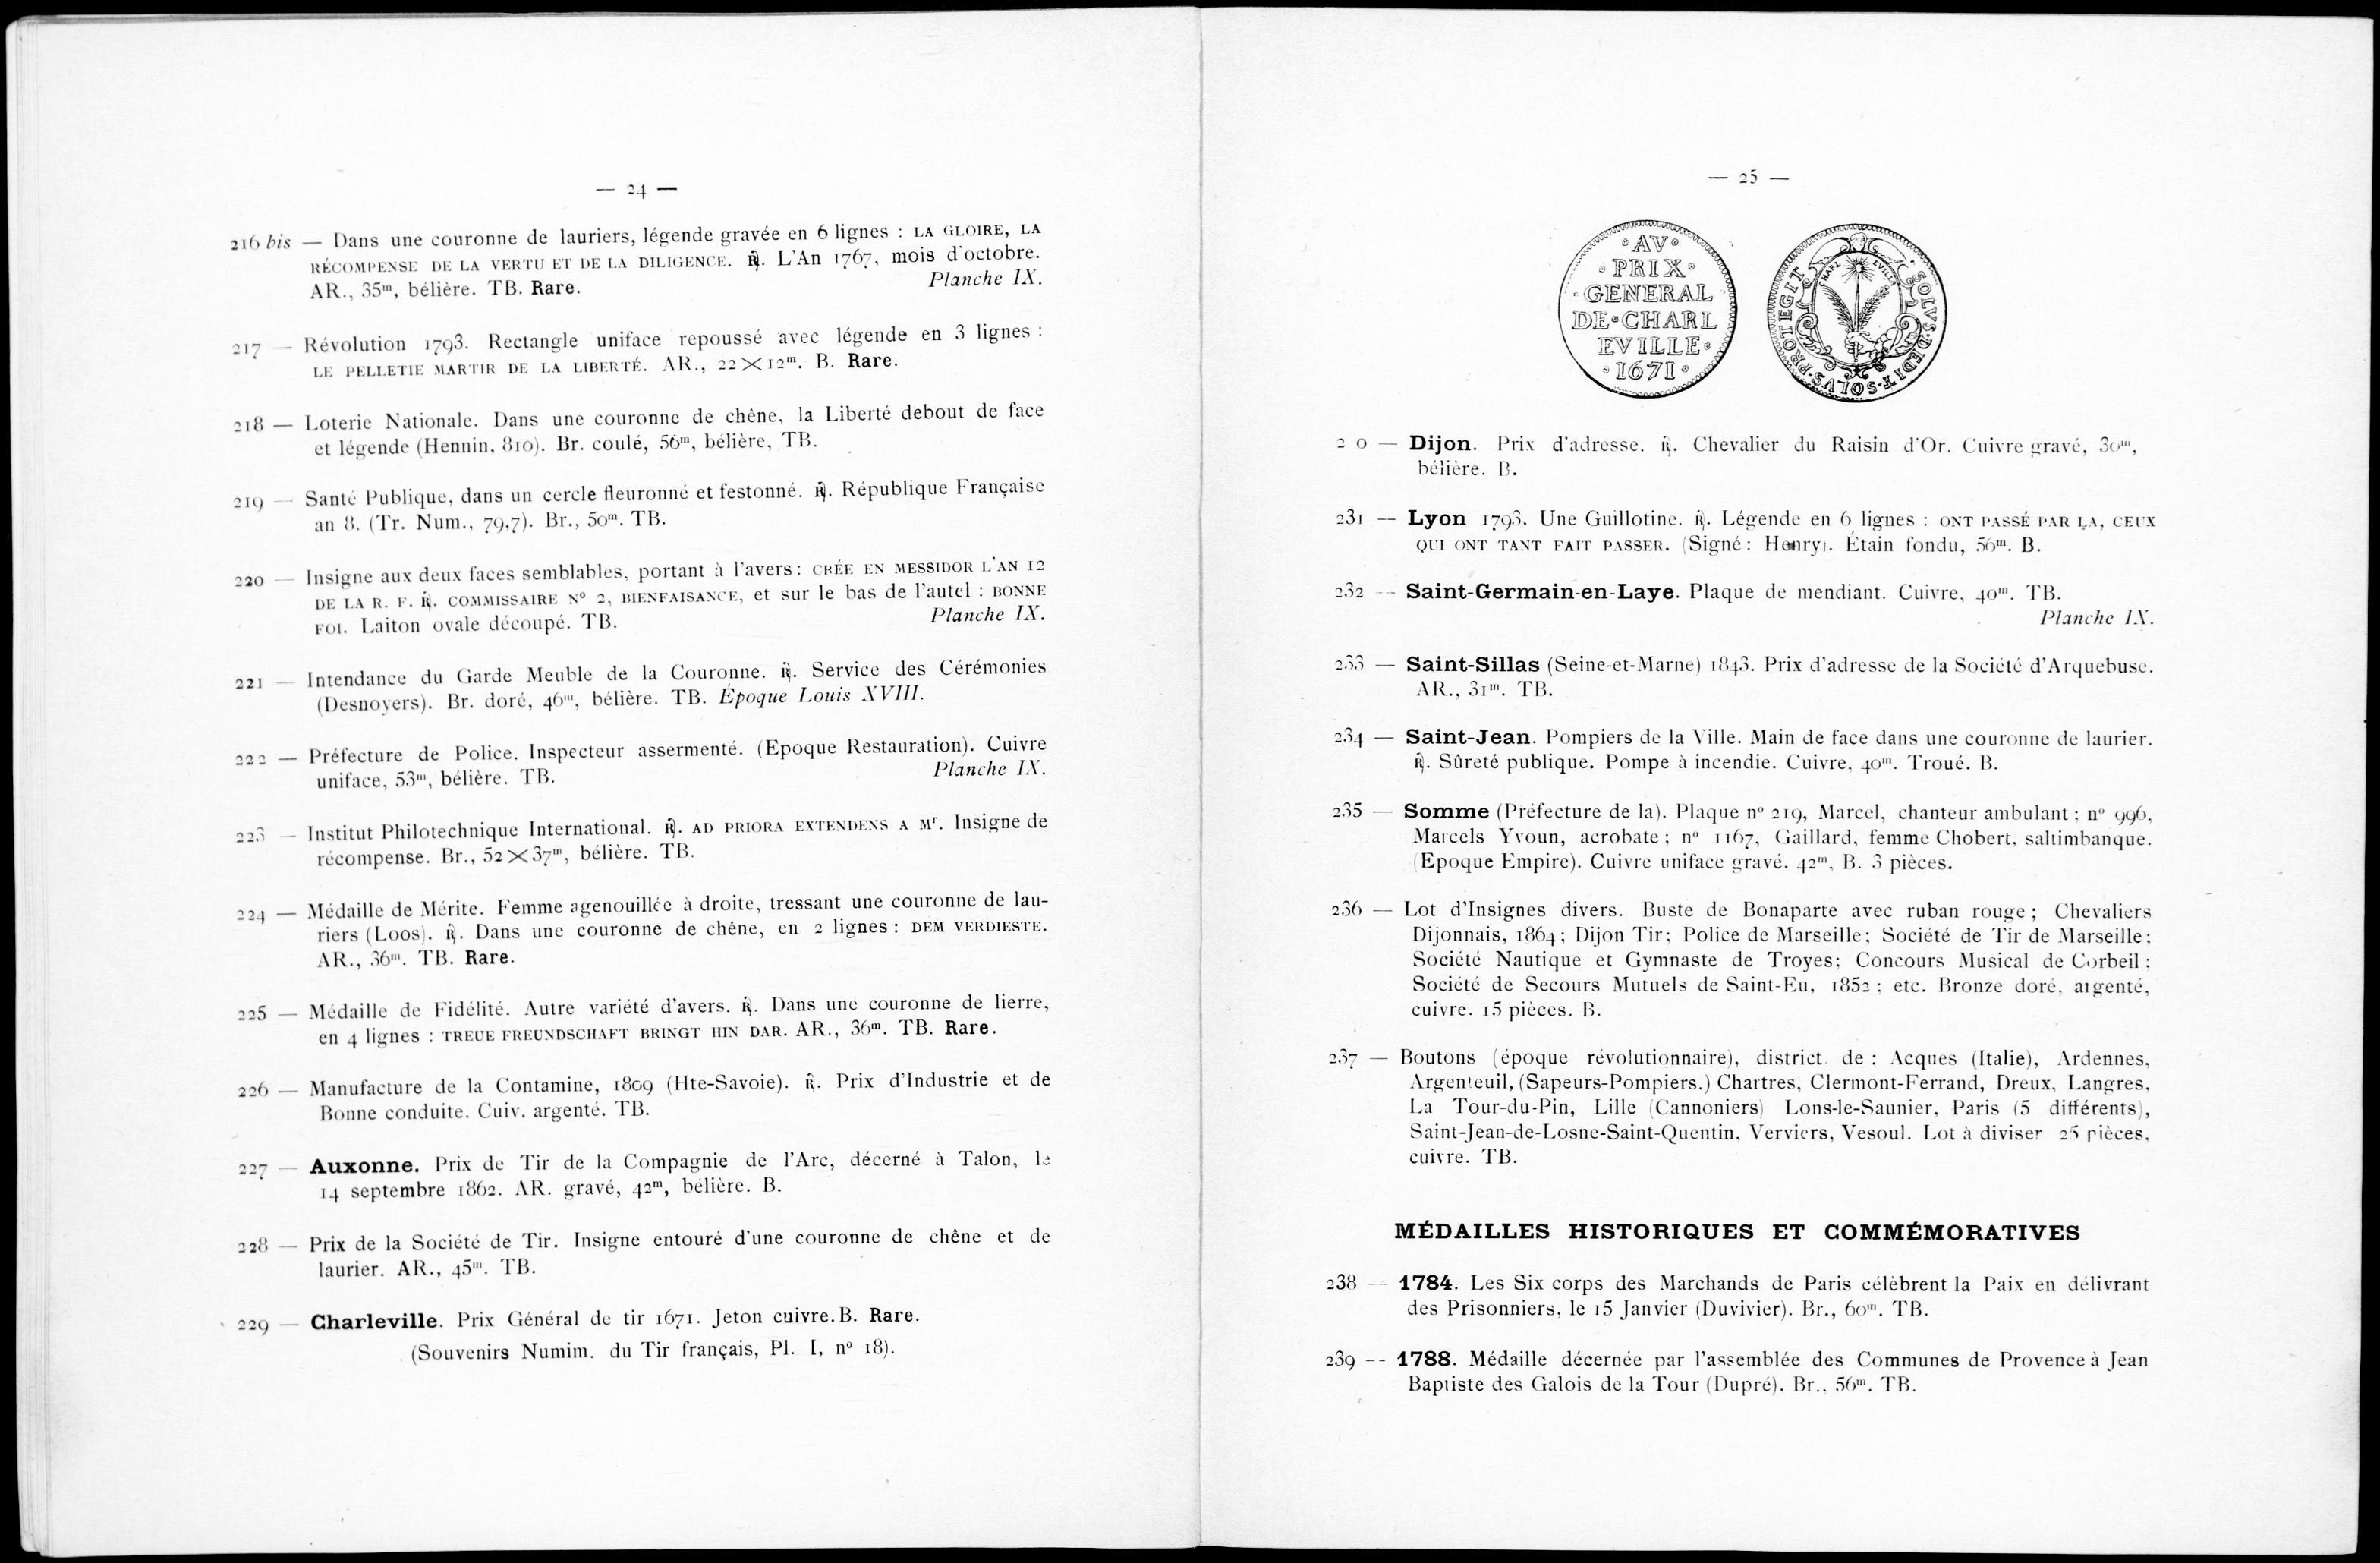 — 24 —
216 bis — Dans une couronne de lauriers, légende gravée en 6 lignes : LA GLOIRE, LA
RÉCOMPENSE DE LA VERTU ET DE LA DILIGENCE. ℟. L'An 1767, mois d'octobre.
AR., 35m, bélière. TB. Rare. Planche IX.
217 — Révolution 1793. Rectangle uniface repoussé avec légende en 3 lignes :
LE PELLETIE MARTIR DE LA LIBERTÉ. AR., 22×12m. B. Rare.
218 — Loterie Nationale. Dans une couronne de chêne, la Liberté debout de face
et légende (Hennin, 810). Br. coulé, 56m, bélière, TB.
219 — Santé Publique, dans un cercle fleuronné et festonné. ℟. République Française
an 8. (Tr. Num., 79,7). Br., 50m. TB.
220 — Insigne aux deux faces semblables, portant à l'avers : CRÉE EN MESSIDOR L'AN 12
DE LA R. F. ℟. COMMISSAIRE N° 2, BIENFAISANCE, et sur le bas de l'autel : BONNE
FOI. Laiton ovale découpé. TB. Planche IX.
221 — Intendance du Garde Meuble de la Couronne. ℟. Service des Cérémonies
(Desnoyers). Br. doré, 46m, bélière. TB. Époque Louis XVIII.
222 — Préfecture de Police. Inspecteur assermenté. (Epoque Restauration). Cuivre
uniface, 53m, bélière. TB. Planche IX.
223 — Institut Philotechnique International. ℟. AD PRIORA EXTENDENS A Mr. Insigne de
récompense. Br., 52×37m, bélière. TB.
224 — Médaille de Mérite. Femme agenouillée à droite, tressant une couronne de lau-
riers (Loos). ℟. Dans une couronne de chêne, en 2 lignes : DEM VERDIESTE.
AR., 36m. TB. Rare.
225 — Médaille de Fidélité. Autre variété d'avers. ℟. Dans une couronne de lierre,
en 4 lignes : TREUE FREUNDSCHAFT BRINGT HIN DAR. AR., 36m. TB. Rare.
226 — Manufacture de la Contamine, 1809 (Hte-Savoie). ℟. Prix d'Industrie et de
Bonne conduite. Cuiv. argenté. TB.
227 — Auxonne. Prix de Tir de la Compagnie de l'Arc, décerné à Talon, le
14 septembre 1862. AR. gravé, 42m, bélière. B.
228 — Prix de la Société de Tir. Insigne entouré d'une couronne de chêne et de
laurier. AR., 45m. TB.
229 — Charleville. Prix Général de tir 1671. Jeton cuivre. B. Rare.
(Souvenirs Numim. du Tir français, Pl. I, n° 18).
— 25 —
AV
PRIX
GENERAL
DE CHARL
EVILLE
1671
SOLVS·DEDIT·SOLVS·PROTEGIT
CHARL EVILLE
2 0 — Dijon. Prix d'adresse. ℟. Chevalier du Raisin d'Or. Cuivre gravé, 30m,
bélière. B.
231 — Lyon 1793. Une Guillotine. ℟. Légende en 6 lignes : ONT PASSÉ PAR LA, CEUX
QUI ONT TANT FAIT PASSER. (Signé : Henry). Étain fondu, 56m. B.
232 — Saint-Germain-en-Laye. Plaque de mendiant. Cuivre, 40m. TB.
Planche IX.
233 — Saint-Sillas (Seine-et-Marne) 1843. Prix d'adresse de la Société d'Arquebuse.
AR., 31m. TB.
234 — Saint-Jean. Pompiers de la Ville. Main de face dans une couronne de laurier.
℟. Sûreté publique. Pompe à incendie. Cuivre, 40m. Troué. B.
235 — Somme (Préfecture de la). Plaque n° 219, Marcel, chanteur ambulant ; n° 996,
Marcels Yvoun, acrobate ; n° 1167, Gaillard, femme Chobert, saltimbanque.
(Epoque Empire). Cuivre uniface gravé. 42m, B. 3 pièces.
236 — Lot d'Insignes divers. Buste de Bonaparte avec ruban rouge ; Chevaliers
Dijonnais, 1864 ; Dijon Tir ; Police de Marseille ; Société de Tir de Marseille ;
Société Nautique et Gymnaste de Troyes ; Concours Musical de Corbeil ;
Société de Secours Mutuels de Saint-Eu, 1852 ; etc. Bronze doré, argenté,
cuivre. 15 pièces. B.
237 — Boutons (époque révolutionnaire), district de : Acques (Italie), Ardennes,
Argenteuil, (Sapeurs-Pompiers.) Chartres, Clermont-Ferrand, Dreux, Langres,
La Tour-du-Pin, Lille (Cannoniers) Lons-le-Saunier, Paris (5 différents),
Saint-Jean-de-Losne-Saint-Quentin, Verviers, Vesoul. Lot à diviser 25 pièces,
cuivre. TB.
MÉDAILLES HISTORIQUES ET COMMÉMORATIVES
238 — 1784. Les Six corps des Marchands de Paris célèbrent la Paix en délivrant
des Prisonniers, le 15 Janvier (Duvivier). Br., 60m. TB.
239 -- 1788. Médaille décernée par l'assemblée des Communes de Provence à Jean
Baptiste des Galois de la Tour (Dupré). Br., 56m. TB.